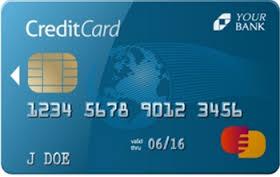 CreditCard
YOUR
BANK
1234 5678 9012 3456
valid
thru 06/16
J DOE